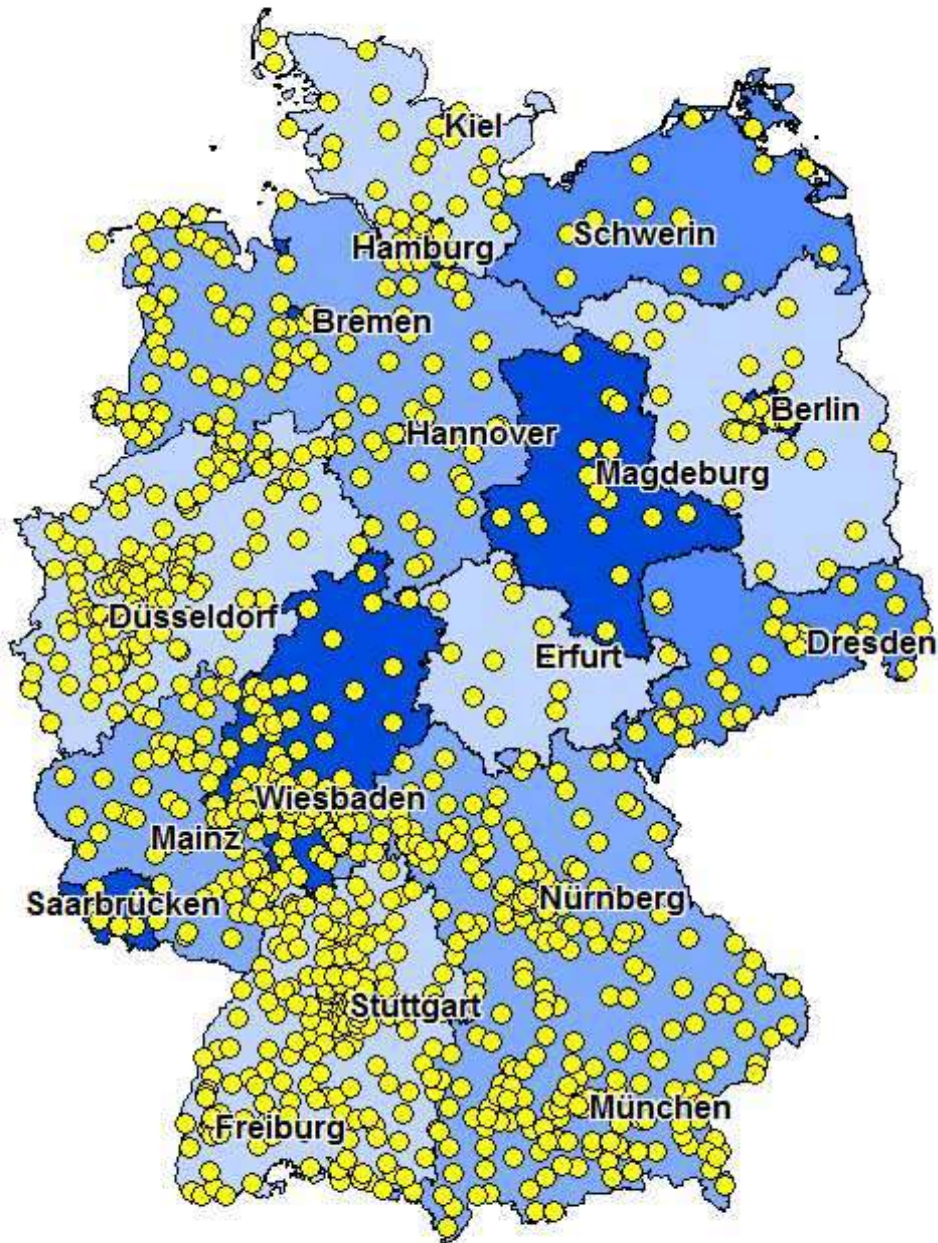 Kiel
Schwerin
Hamburg
Bremen
Berlin
Hannover
Magdeburg
Düsseldorf
Erfurt
Dresden
Wiesbaden
Mainz
Saarbrücken
Nürnberg
Stuttgart
München
Freiburg